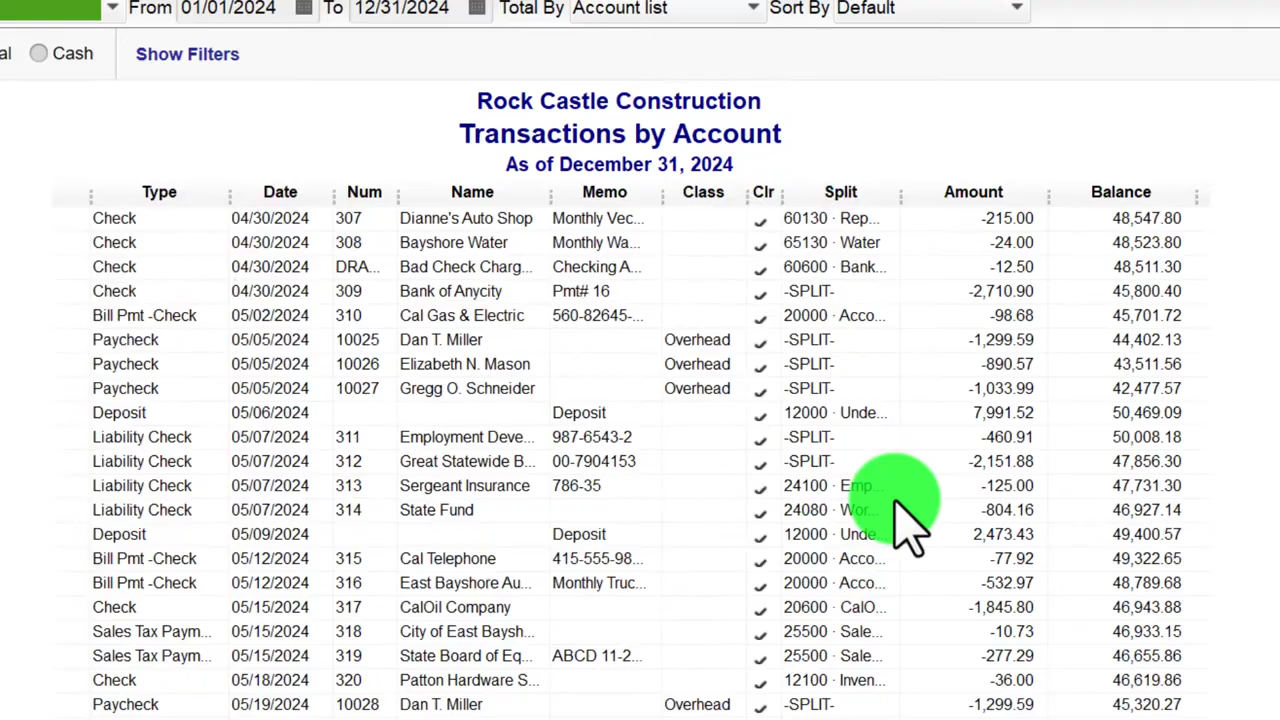 From 01/01/2024 To 12/31/2024 Total By Account list Sort By Default
al Cash Show Filters
Rock Castle Construction
Transactions by Account
As of December 31, 2024
Type Date Num Name Memo Class Clr Split Amount Balance
Check 04/30/2024 307 Dianne's Auto Shop Monthly Vec... 60130 · Rep... -215.00 48,547.80
Check 04/30/2024 308 Bayshore Water Monthly Wa... 65130 · Water -24.00 48,523.80
Check 04/30/2024 DRA... Bad Check Charg... Checking A... 60600 · Bank... -12.50 48,511.30
Check 04/30/2024 309 Bank of Anycity Pmt# 16 -SPLIT- -2,710.90 45,800.40
Bill Pmt -Check 05/02/2024 310 Cal Gas & Electric 560-82645-... 20000 · Acco... -98.68 45,701.72
Paycheck 05/05/2024 10025 Dan T. Miller Overhead -SPLIT- -1,299.59 44,402.13
Paycheck 05/05/2024 10026 Elizabeth N. Mason Overhead -SPLIT- -890.57 43,511.56
Paycheck 05/05/2024 10027 Gregg O. Schneider Overhead -SPLIT- -1,033.99 42,477.57
Deposit 05/06/2024 Deposit 12000 · Unde... 7,991.52 50,469.09
Liability Check 05/07/2024 311 Employment Deve... 987-6543-2 -SPLIT- -460.91 50,008.18
Liability Check 05/07/2024 312 Great Statewide B... 00-7904153 -SPLIT- -2,151.88 47,856.30
Liability Check 05/07/2024 313 Sergeant Insurance 786-35 24100 · Emp... -125.00 47,731.30
Liability Check 05/07/2024 314 State Fund 24080 · Wor... -804.16 46,927.14
Deposit 05/09/2024 Deposit 12000 · Unde... 2,473.43 49,400.57
Bill Pmt -Check 05/12/2024 315 Cal Telephone 415-555-98... 20000 · Acco... -77.92 49,322.65
Bill Pmt -Check 05/12/2024 316 East Bayshore Au... Monthly Truc... 20000 · Acco... -532.97 48,789.68
Check 05/15/2024 317 CalOil Company 20600 · CalO... -1,845.80 46,943.88
Sales Tax Paym... 05/15/2024 318 City of East Baysh... 25500 · Sale... -10.73 46,933.15
Sales Tax Paym... 05/15/2024 319 State Board of Eq... ABCD 11-2... 25500 · Sale... -277.29 46,655.86
Check 05/18/2024 320 Patton Hardware S... 12100 · Inven... -36.00 46,619.86
Paycheck 05/19/2024 10028 Dan T. Miller Overhead -SPLIT- -1,299.59 45,320.27